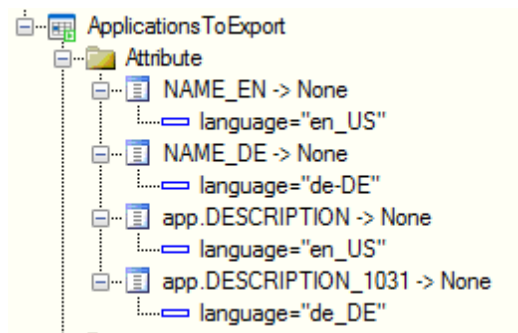 ApplicationsToExport
Attribute
NAME_EN -> None
language="en_US"
NAME_DE -> None
language="de-DE"
app.DESCRIPTION -> None
language="en_US"
app.DESCRIPTION_1031 -> None
language="de_DE"